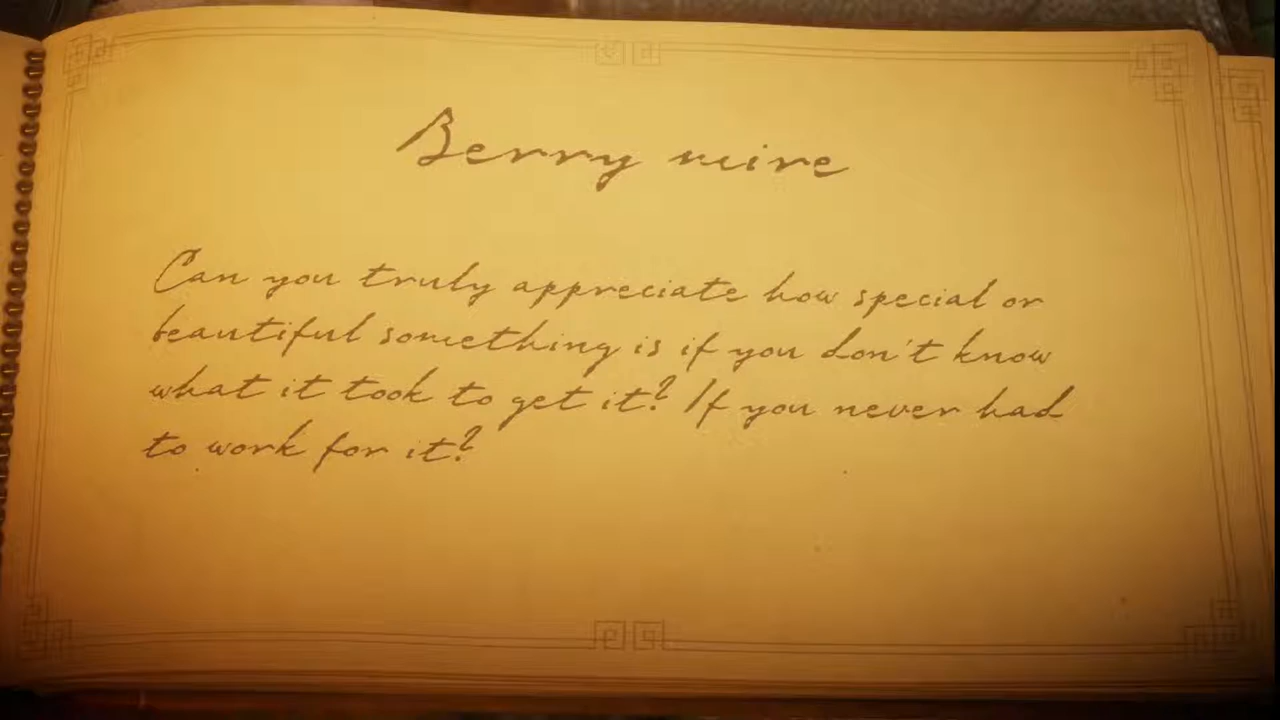 Berry wire
Can you truly appreciate how special or
beautiful something is if you don't know
what it took to get it? If you never had
to work for it?